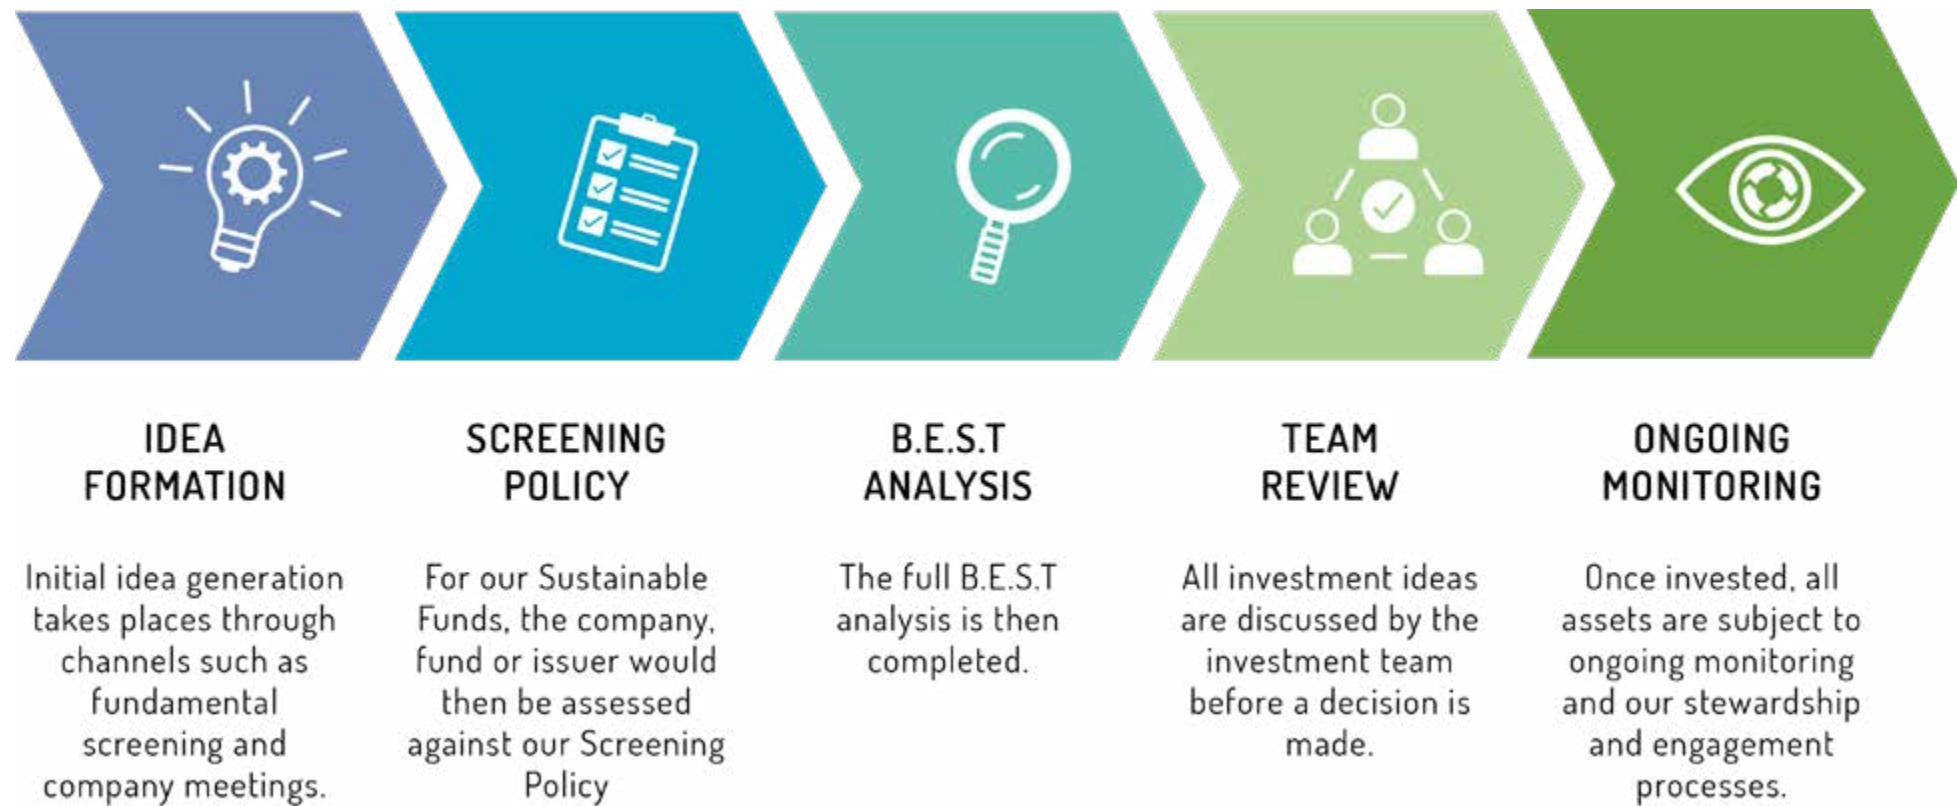 IDEA
FORMATION
Initial idea generation
takes places through
channels such as
fundamental
screening and
company meetings.
SCREENING
POLICY
For our Sustainable
Funds, the company,
fund or issuer would
then be assessed
against our Screening
Policy
B.E.S.T
ANALYSIS
The full B.E.S.T
analysis is then
completed.
TEAM
REVIEW
All investment ideas
are discussed by the
investment team
before a decision is
made.
ONGOING
MONITORING
Once invested, all
assets are subject to
ongoing monitoring
and our stewardship
and engagement
processes.